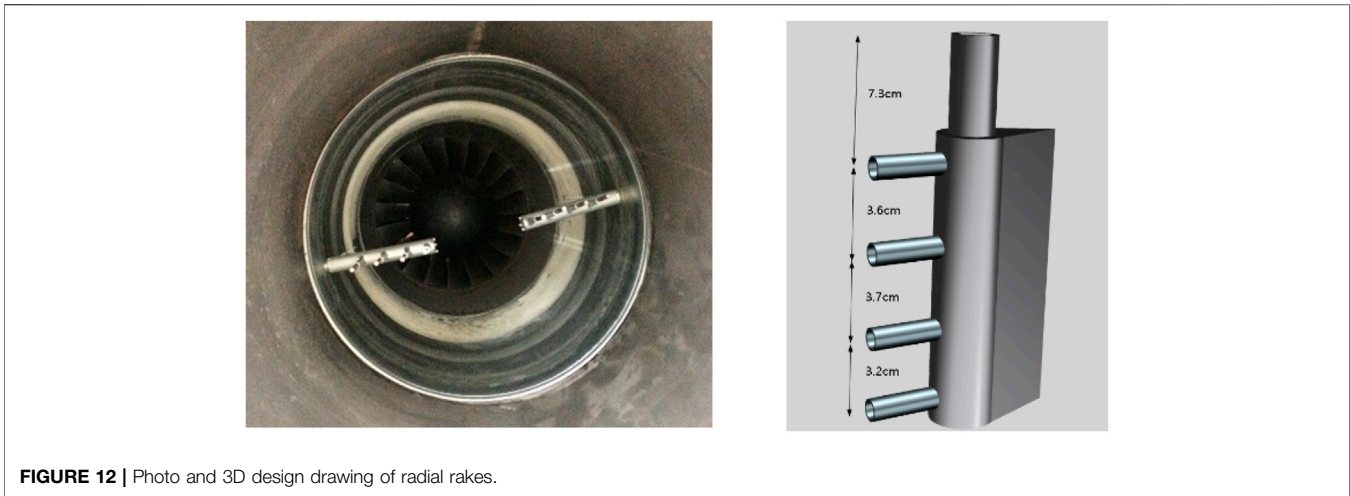 7.3cm
3.6cm
3.7cm
3.2cm
FIGURE 12 | Photo and 3D design drawing of radial rakes.